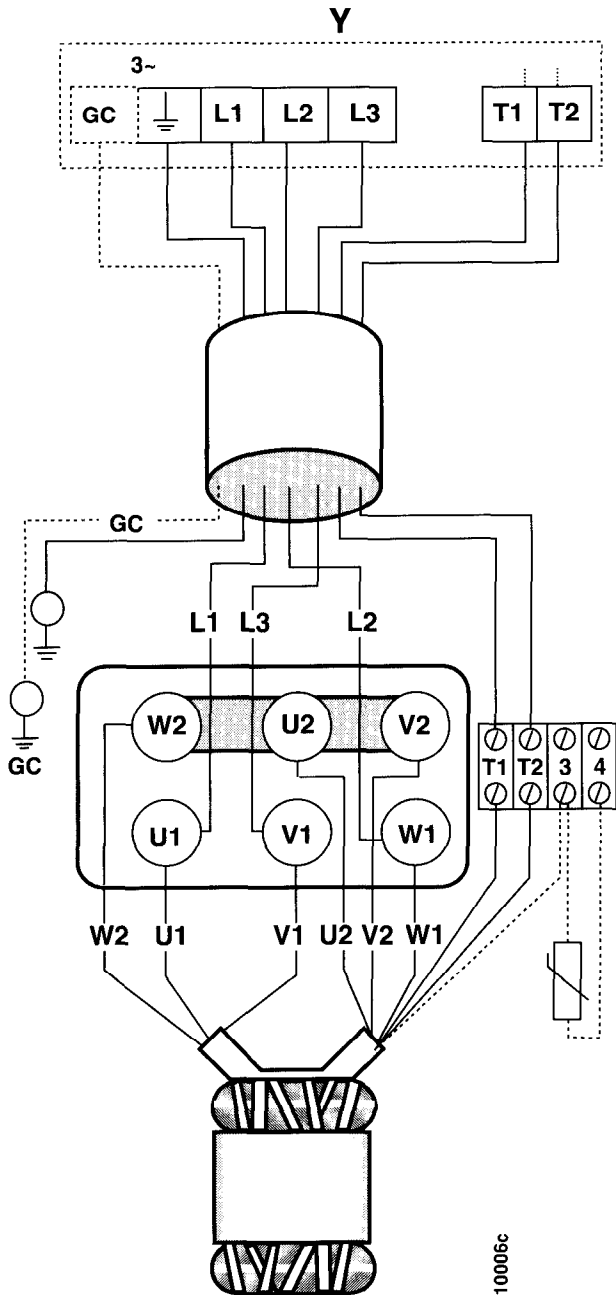 Y
3~
GC L1 L2 L3 T1 T2
GC
L1 L3 L2
W2 U2 V2
GC
T1 T2 3 4
U1 V1 W1
W2 U1 V1 U2 V2 W1
10006c